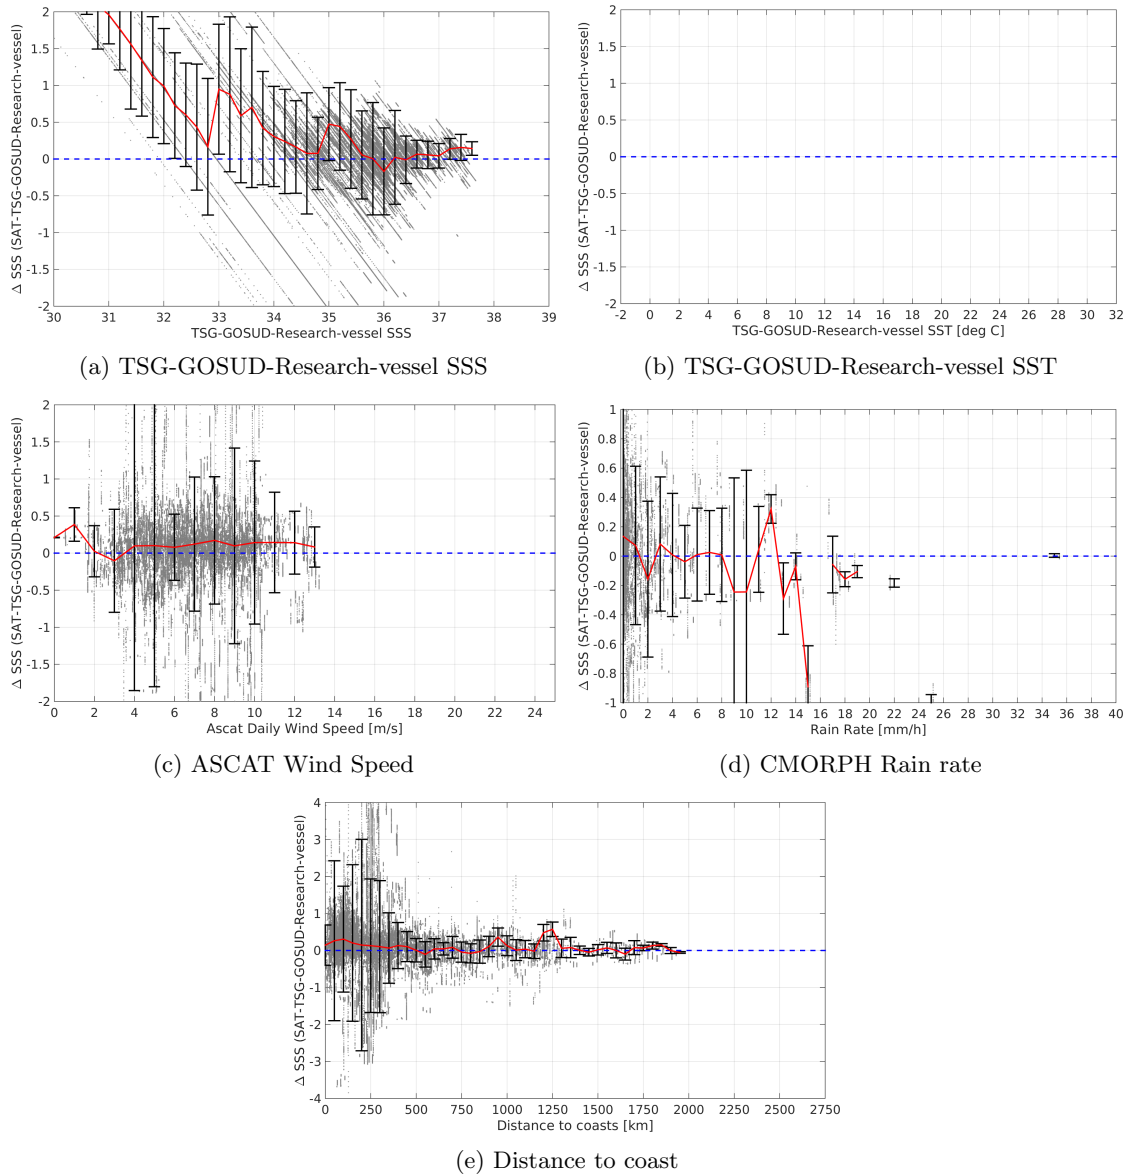 Δ SSS (SAT-TSG-GOSUD-Research-vessel)
2
1.5
1
0.5
0
-0.5
-1
-1.5
-2
30 31 32 33 34 35 36 37 38 39
TSG-GOSUD-Research-vessel SSS
(a) TSG-GOSUD-Research-vessel SSS
Δ SSS (SAT-TSG-GOSUD-Research-vessel)
2
1.5
1
0.5
0
-0.5
-1
-1.5
-2
-2 0 2 4 6 8 10 12 14 16 18 20 22 24 26 28 30 32
TSG-GOSUD-Research-vessel SST [deg C]
(b) TSG-GOSUD-Research-vessel SST
Δ SSS (SAT-TSG-GOSUD-Research-vessel)
2
1.5
1
0.5
0
-0.5
-1
-1.5
-2
0 2 4 6 8 10 12 14 16 18 20 22 24
Ascat Daily Wind Speed [m/s]
(c) ASCAT Wind Speed
Δ SSS (SAT-TSG-GOSUD-Research-vessel)
1
0.8
0.6
0.4
0.2
0
-0.2
-0.4
-0.6
-0.8
-1
0 2 4 6 8 10 12 14 16 18 20 22 24 26 28 30 32 34 36 38 40
Rain Rate [mm/h]
(d) CMORPH Rain rate
Δ SSS (SAT-TSG-GOSUD-Research-vessel)
4
3
2
1
0
-1
-2
-3
-4
0 250 500 750 1000 1250 1500 1750 2000 2250 2500 2750
Distance to coasts [km]
(e) Distance to coast